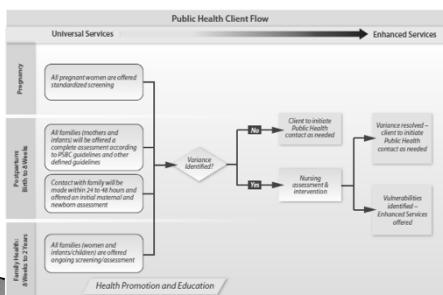 Public Health Client Flow
Universal Services
Enhanced Services
Pregnancy
All pregnant women are offered
standardized screening
Postpartum:
Birth to 8 Weeks
All families (mothers and
infants) will be offered a
complete assessment according
to PSBC guidelines and other
defined guidelines
Contact with family will be
made within 24 to 48 hours and
offered an initial maternal and
newborn assessment
Family Health:
8 Weeks to 2 Years
All families (women and
infants/children) are offered
ongoing screening/assessment
Variance
Identified?
No
Client to initiate
Public Health
contact as needed
Yes
Nursing
assessment &
intervention
Variance resolved –
client to initiate
Public Health
contact as needed
Vulnerabilities
identified –
Enhanced Services
offered
Health Promotion and Education